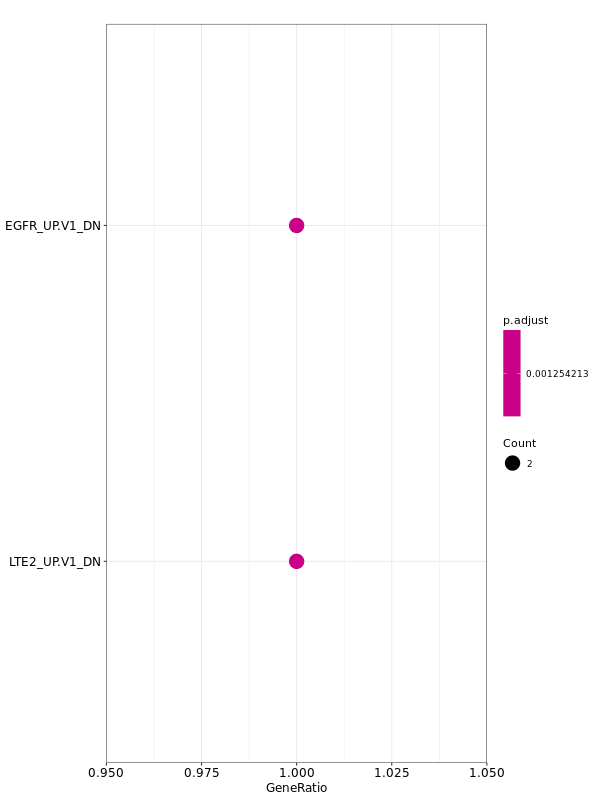 EGFR_UP.V1_DN
LTE2_UP.V1_DN
0.950 0.975 1.000 1.025 1.050
GeneRatio
p.adjust
0.001254213
Count
2